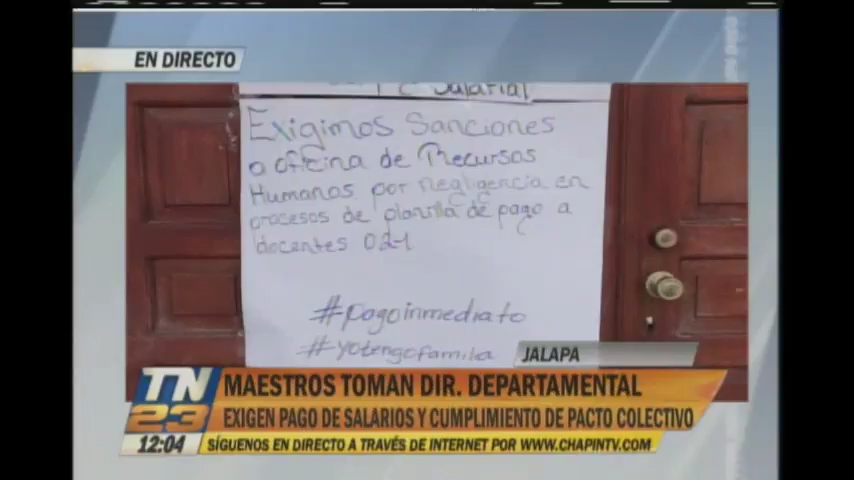 EN DIRECTO
Salarial
Exigimos Sanciones
a oficina de Recursos
Humanos por negligencia en
procesos de planilla de pago a
docentes 021
#pagoinmediato
#yotengofamilia
JALAPA
TN
23
MAESTROS TOMAN DIR. DEPARTAMENTAL
EXIGEN PAGO DE SALARIOS Y CUMPLIMIENTO DE PACTO COLECTIVO
12:04
SÍGUENOS EN DIRECTO A TRAVÉS DE INTERNET POR WWW.CHAPINTV.COM